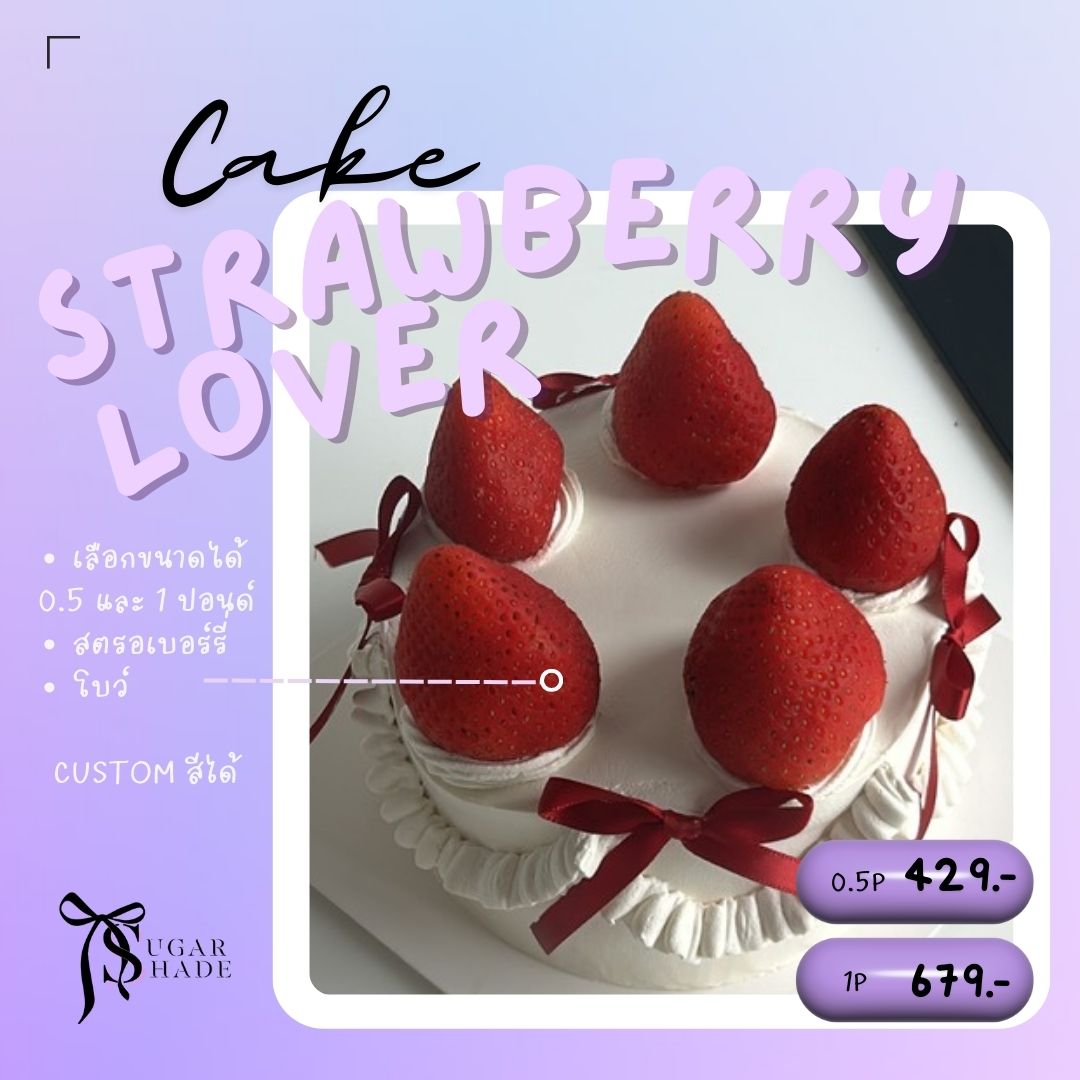 Cake
STRAWBERRY
LOVER
• เลือกขนาดได้
0.5 และ 1 ปอนด์
• สตรอเบอร์รี่
• โบว์
CUSTOM สีได้
SUGAR
SHADE
0.5P 429.-
1P 679.-